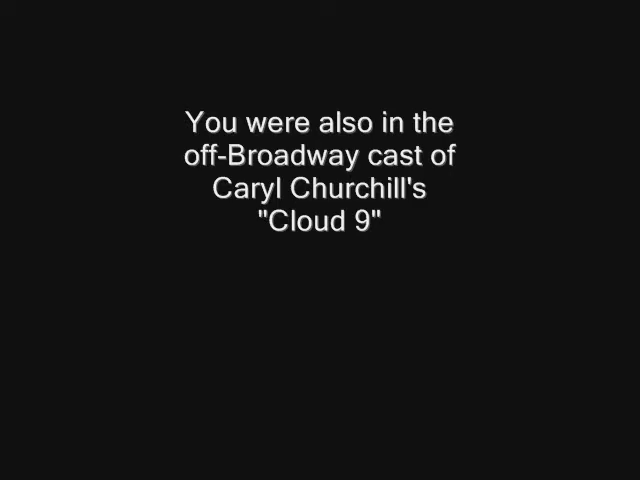 You were also in the
off-Broadway cast of
Caryl Churchill's
"Cloud 9"